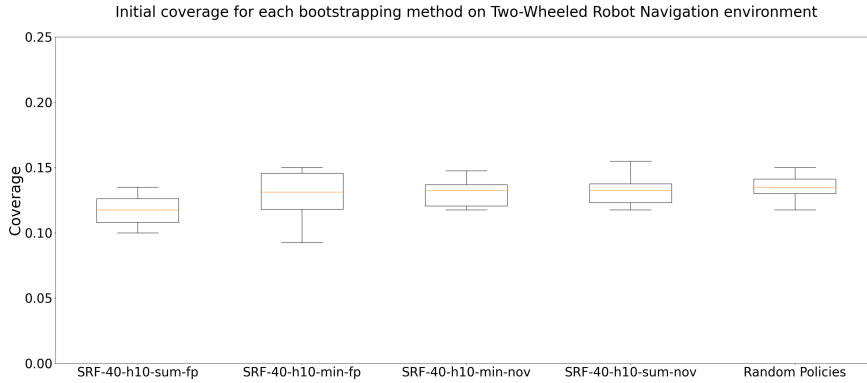 Initial coverage for each bootstrapping method on Two-Wheeled Robot Navigation environment
0.25
0.20
0.15
0.10
0.05
0.00
Coverage
SRF-40-h10-sum-fp SRF-40-h10-min-fp SRF-40-h10-min-nov SRF-40-h10-sum-nov Random Policies